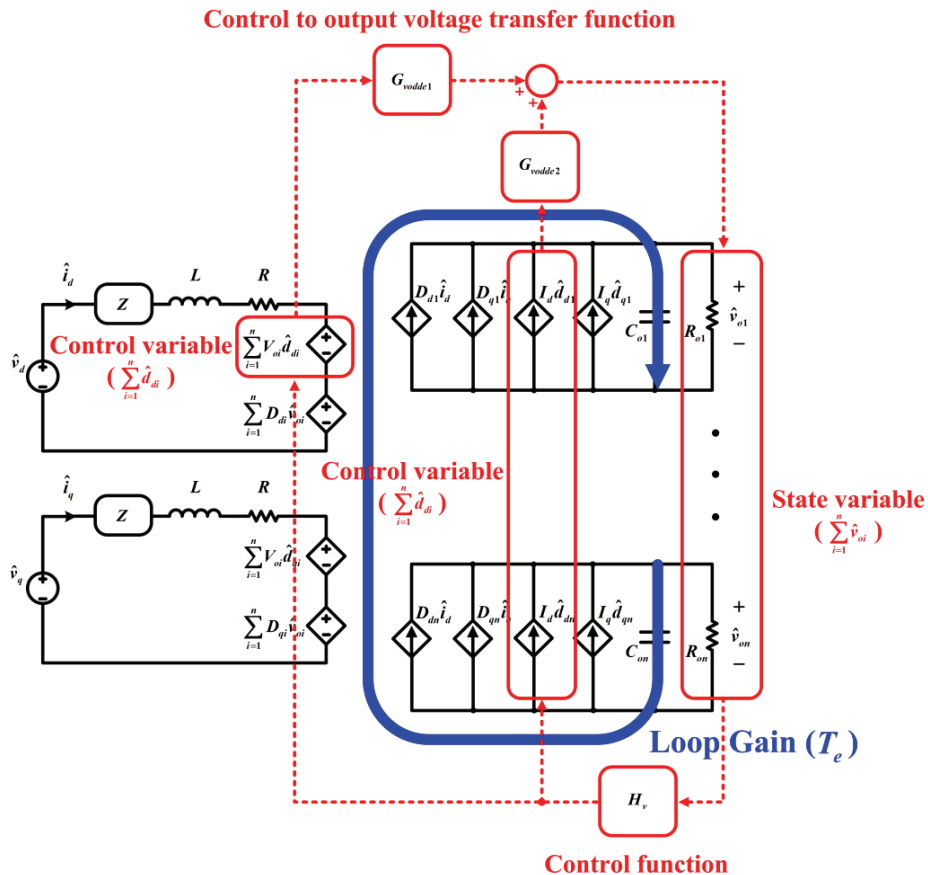 Control to output voltage transfer function
G_vodde1
+
+
G_vodde2
î_d
L
R
Z
v̂_d
+
−
Control variable
( ∑_{i=1}^{n} d̂_di )
∑_{i=1}^{n} V_oi d̂_di
+
−
∑_{i=1}^{n} D_di v̂_oi
+
−
D_d1 î_d
D_q1 î
I_d d̂_d1
I_q d̂_q1
C_o1
R_o1
+
v̂_o1
−
î_q
L
R
Z
v̂_q
+
−
∑_{i=1}^{n} V_oi d̂_qi
+
−
∑_{i=1}^{n} D_qi v̂_oi
+
−
Control variable
( ∑_{i=1}^{n} d̂_di )
State variable
( ∑_{i=1}^{n} v̂_oi )
D_dn î_d
D_qn î
I_d d̂_dn
I_q d̂_qn
C_on
R_on
+
v̂_on
−
Loop Gain (T_e)
H_v
Control function